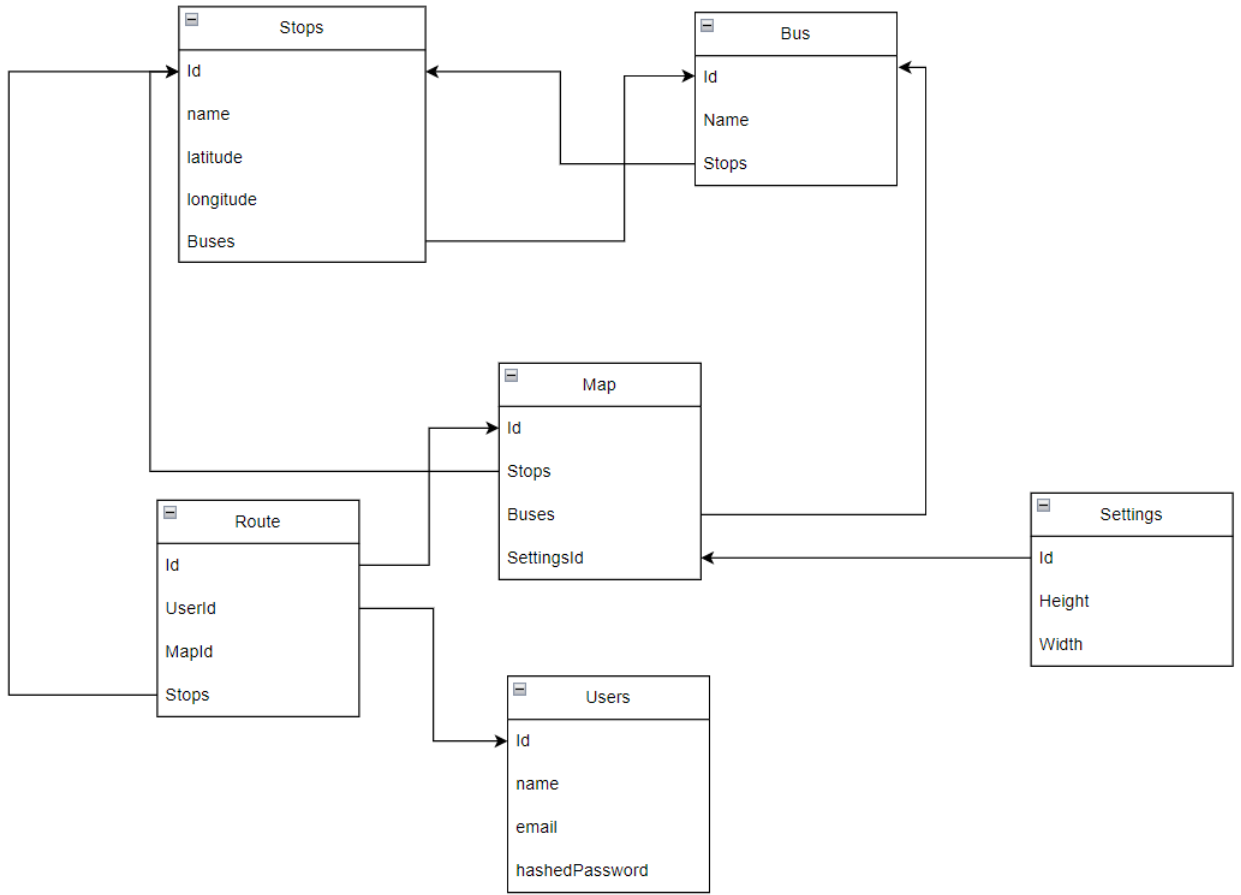 Stops
Id
name
latitude
longitude
Buses
Bus
Id
Name
Stops
Map
Id
Stops
Buses
SettingsId
Route
Id
UserId
MapId
Stops
Settings
Id
Height
Width
Users
Id
name
email
hashedPassword